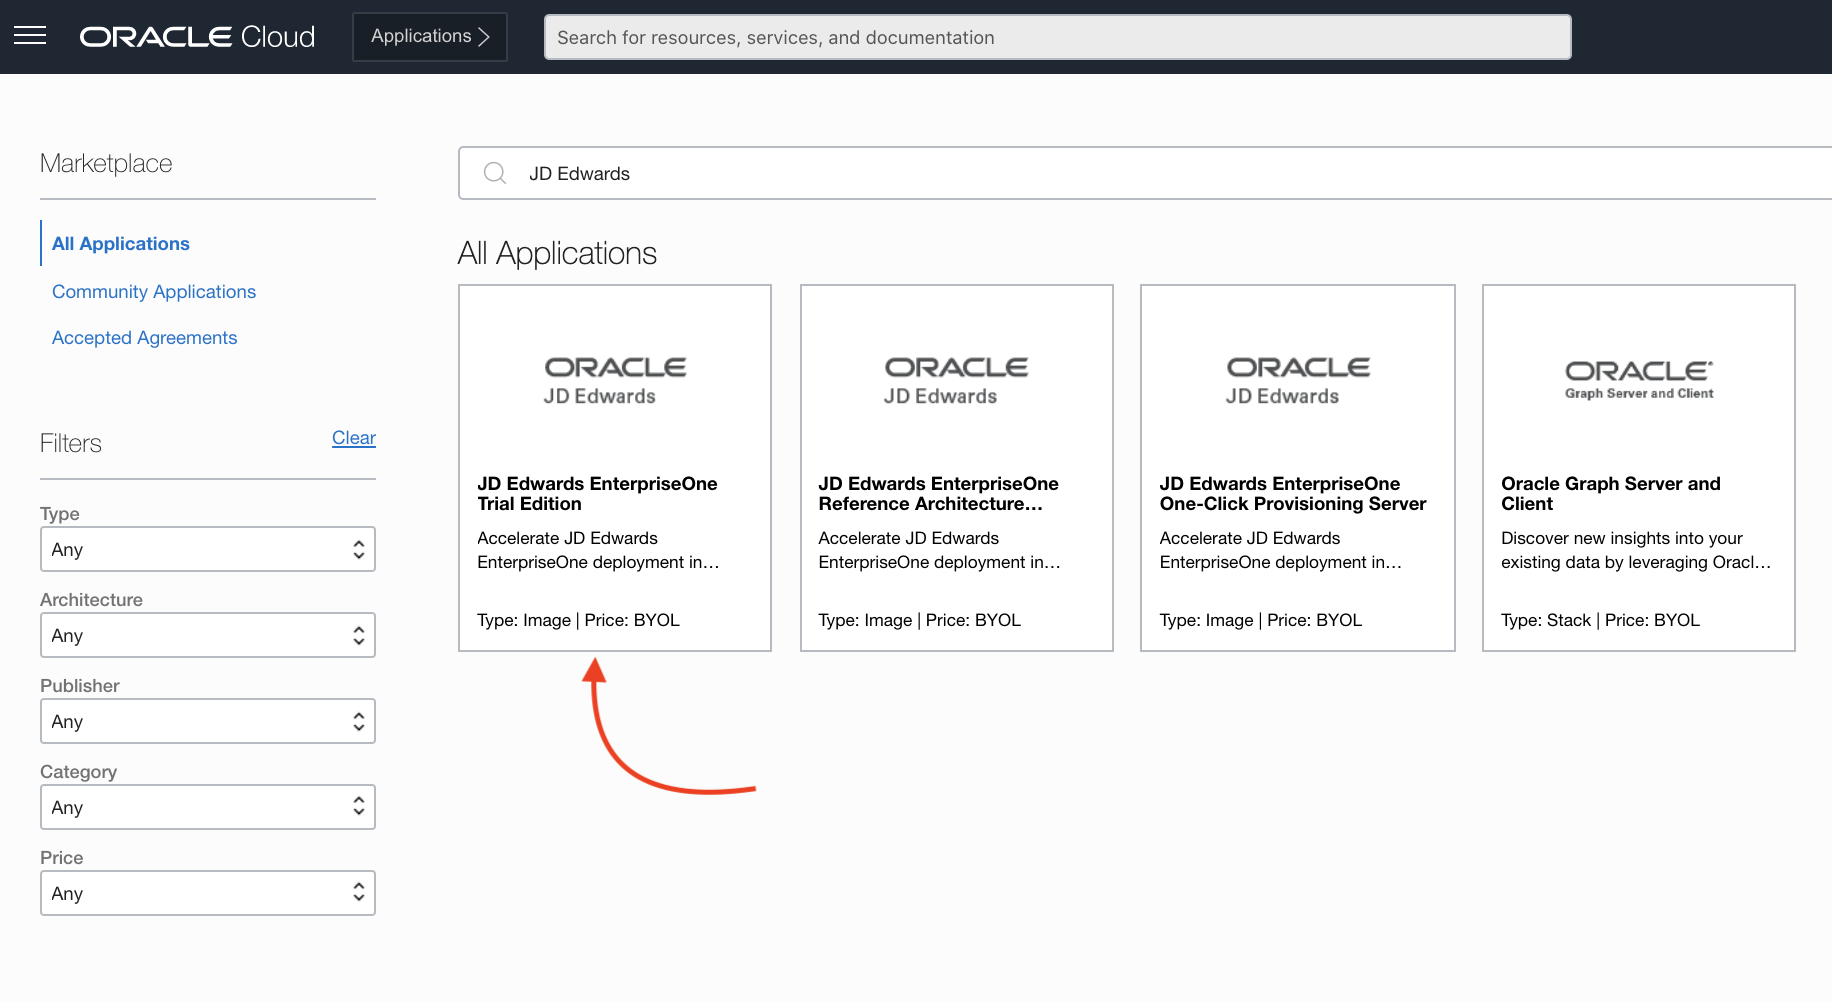 ORACLE Cloud
Applications
Search for resources, services, and documentation
Marketplace
All Applications
Community Applications
Accepted Agreements
Filters
Clear
Type
Any
Architecture
Any
Publisher
Any
Category
Any
Price
Any
JD Edwards
All Applications
ORACLE
JD Edwards
JD Edwards EnterpriseOne
Trial Edition
Accelerate JD Edwards
EnterpriseOne deployment in...
Type: Image | Price: BYOL
ORACLE
JD Edwards
JD Edwards EnterpriseOne
Reference Architecture...
Accelerate JD Edwards
EnterpriseOne deployment in...
Type: Image | Price: BYOL
ORACLE
JD Edwards
JD Edwards EnterpriseOne
One-Click Provisioning Server
Accelerate JD Edwards
EnterpriseOne deployment in...
Type: Image | Price: BYOL
ORACLE
Graph Server and Client
Oracle Graph Server and
Client
Discover new insights into your
existing data by leveraging Oracl...
Type: Stack | Price: BYOL